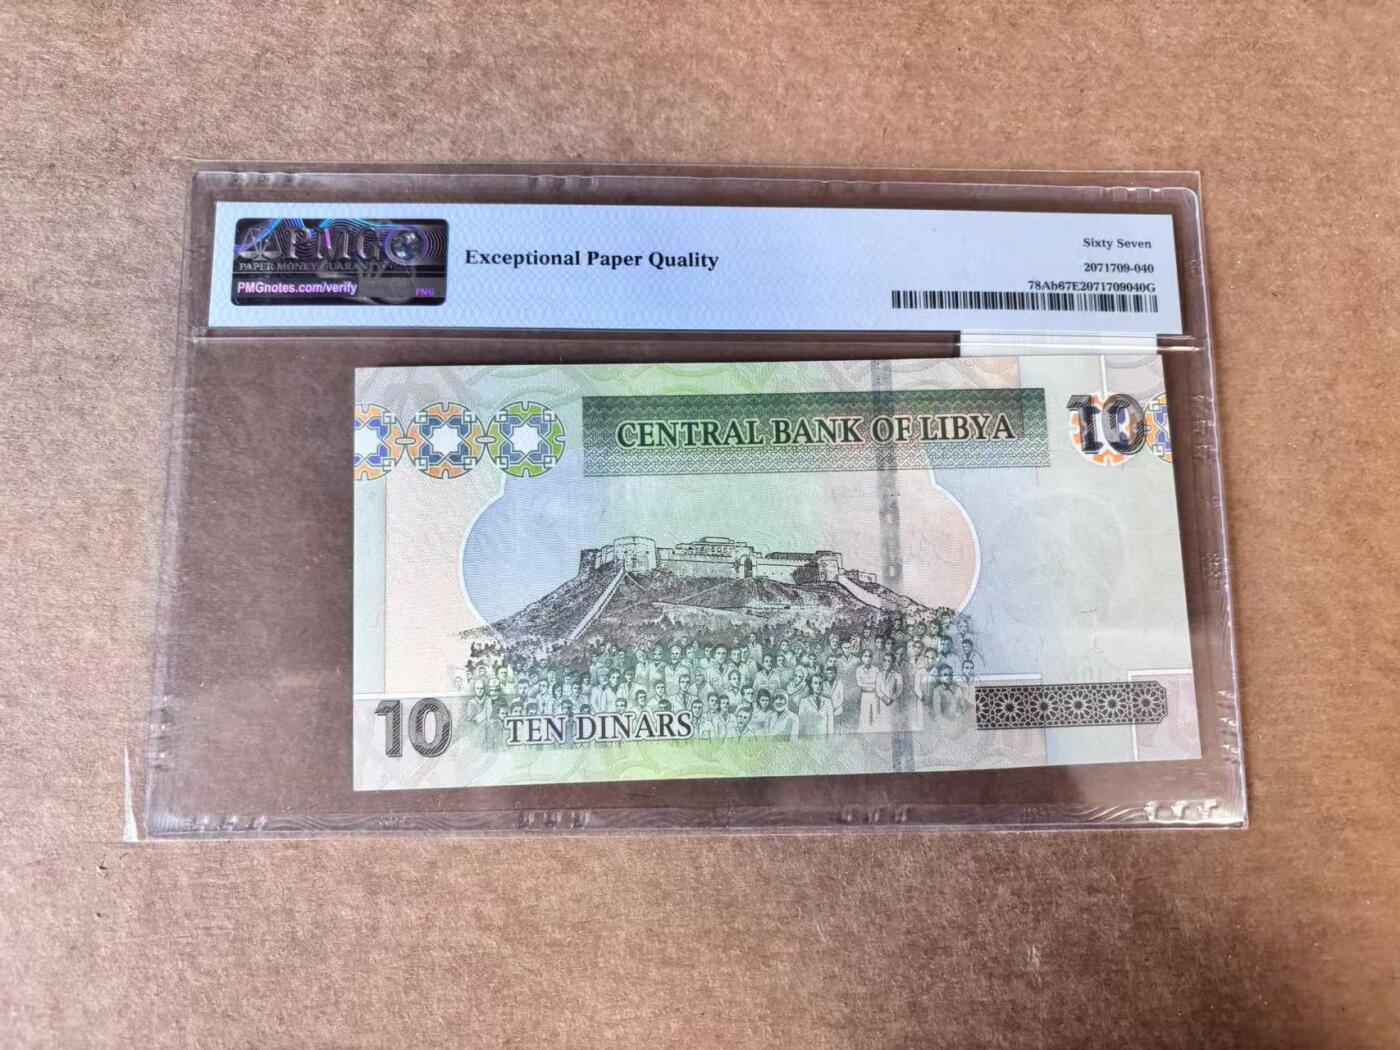 PMG
PAPER MONEY GUARANTY
PMGnotes.com/verify
PNG
Exceptional Paper Quality
Sixty Seven
2071709-040
78Ab67E2071709040G
CENTRAL BANK OF LIBYA
10
10
TEN DINARS